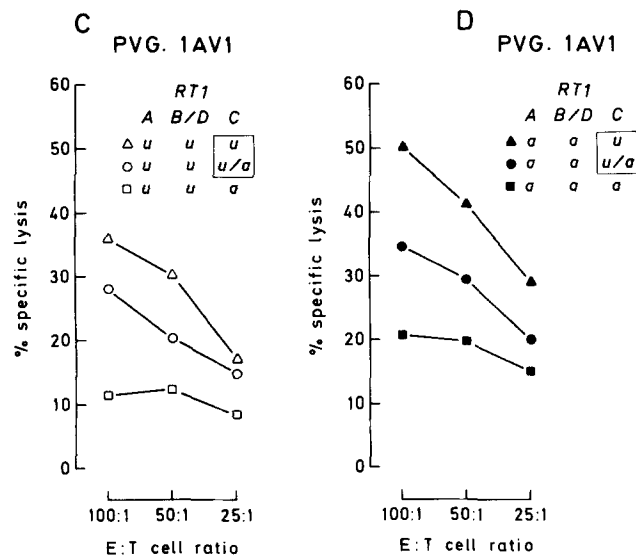 C
PVG. 1AV1
RT1
A B/D C
u u u
u u u/a
u u a
% specific lysis
60
50
40
30
20
10
0
100:1 50:1 25:1
E:T cell ratio
D
PVG. 1AV1
RT1
A B/D C
a a u
a a u/a
a a a
% specific lysis
60
50
40
30
20
10
0
100:1 50:1 25:1
E:T cell ratio